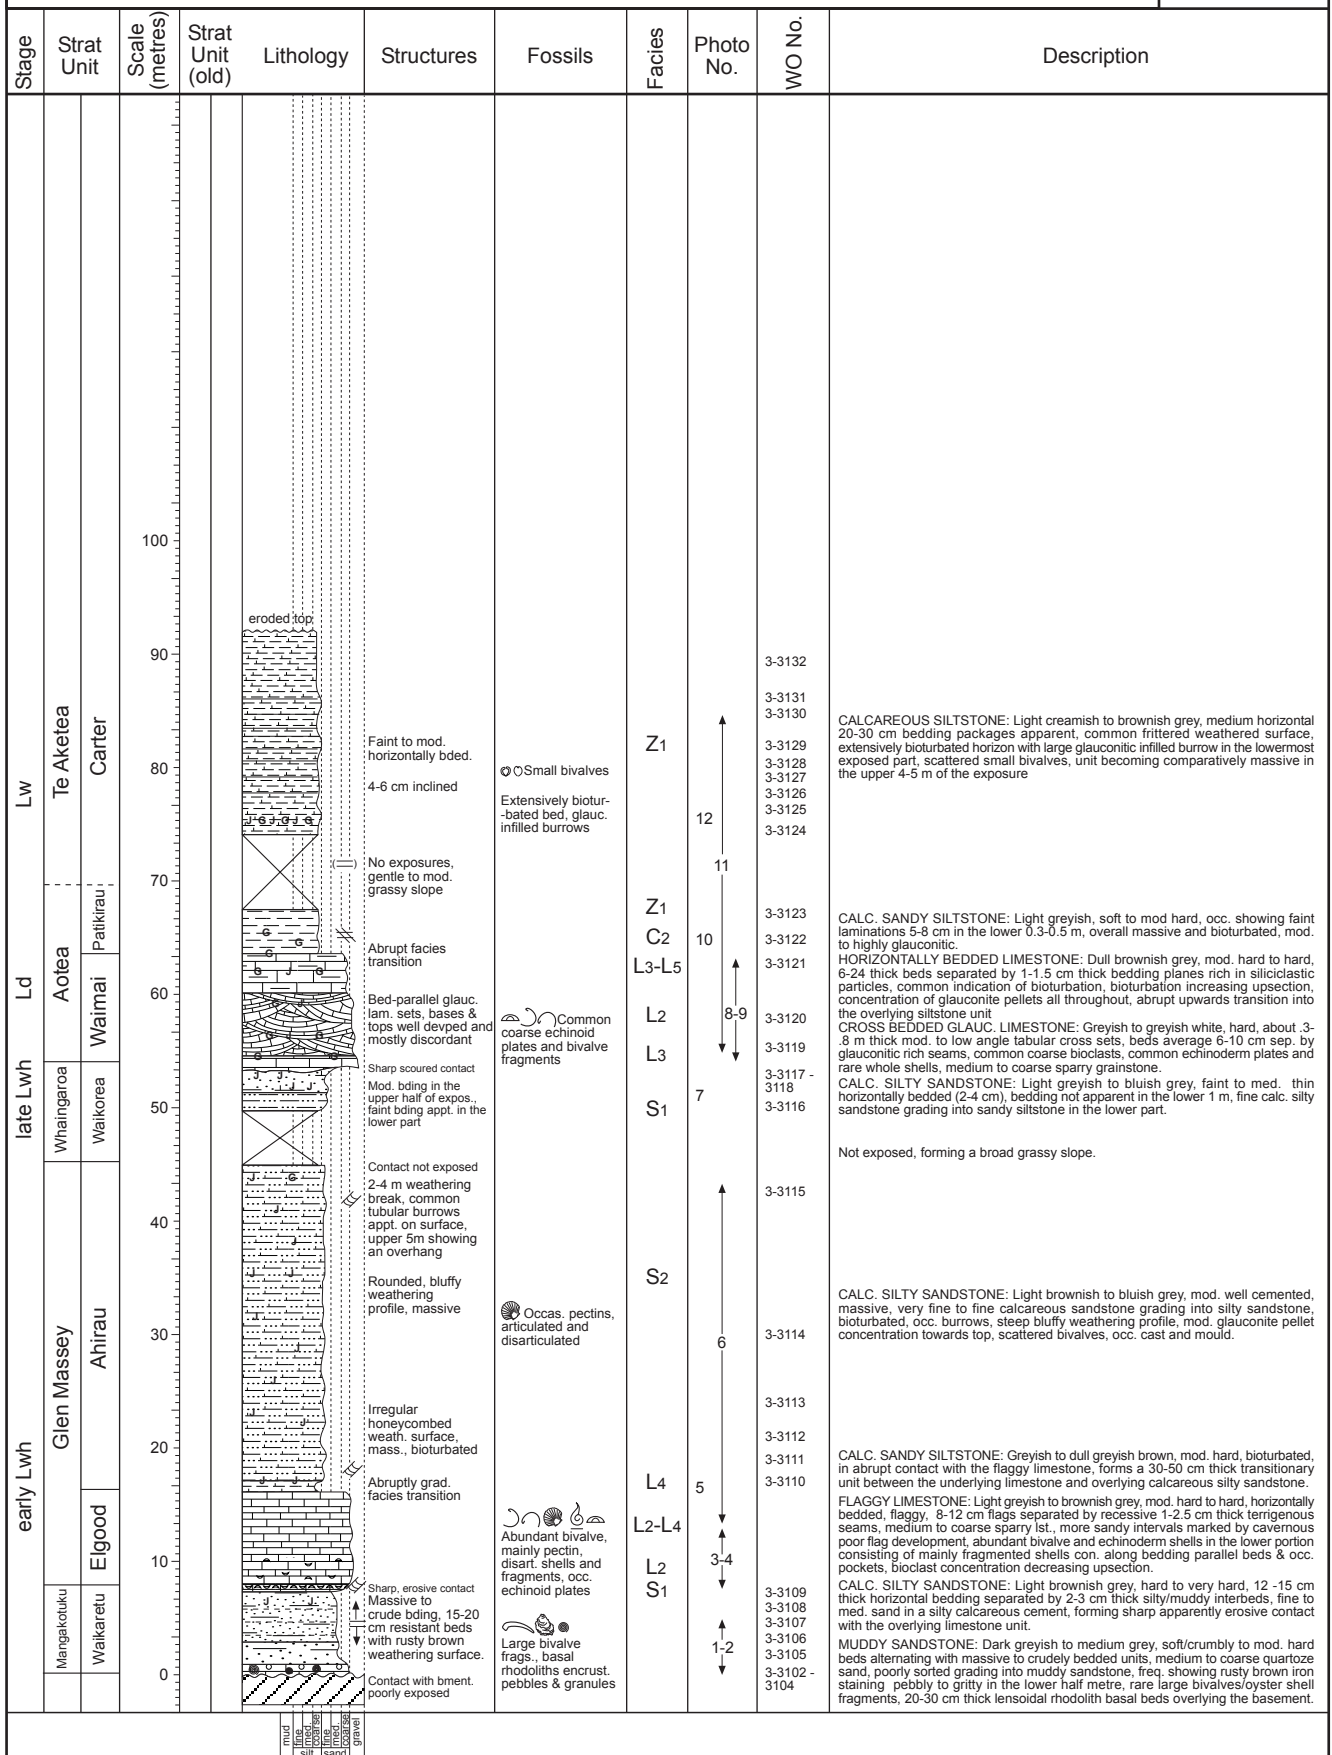 Stage
Strat
Unit
Scale
(metres)
Strat
Unit
(old)
Lithology
Structures
Fossils
Facies
Photo
No.
WO No.
Description
Lw
Ld
late Lwh
early Lwh
Te Aketea
Aotea
Whaingaroa
Glen Massey
Mangakotuku
Carter
Patikirau
Waimai
Waikorea
Ahirau
Elgood
Waikaretu
100
90
80
70
60
50
40
30
20
10
0
eroded top
Faint to mod.
horizontally bded.
4-6 cm inclined
No exposures,
gentle to mod.
grassy slope
Abrupt facies
transition
Bed-parallel glauc.
lam. sets, bases &
tops well devped and
mostly discordant
Sharp scoured contact
Mod. bding in the
upper half of expos.,
faint bding appt. in the
lower part
Contact not exposed
2-4 m weathering
break, common
tubular burrows
appt. on surface,
upper 5m showing
an overhang
Rounded, bluffy
weathering
profile, massive
Irregular
honeycombed
weath. surface,
mass., bioturbated
Abruptly grad.
facies transition
Sharp, erosive contact
Massive to
crude bding, 15-20
cm resistant beds
with rusty brown
weathering surface.
Contact with bment.
poorly exposed
Small bivalves
Extensively biotur-
-bated bed, glauc.
infilled burrows
Common
coarse echinoid
plates and bivalve
fragments
Occas. pectins,
articulated and
disarticulated
Abundant bivalve,
mainly pectin,
disart. shells and
fragments, occ.
echinoid plates
Large bivalve
frags., basal
rhodoliths encrust.
pebbles & granules
Z1
Z1
C2
L3-L5
L2
L3
S1
S2
L4
L2-L4
L2
S1
12
11
10
8-9
7
6
5
3-4
1-2
3-3132
3-3131
3-3130
3-3129
3-3128
3-3127
3-3126
3-3125
3-3124
3-3123
3-3122
3-3121
3-3120
3-3119
3-3117 -
3118
3-3116
3-3115
3-3114
3-3113
3-3112
3-3111
3-3110
3-3109
3-3108
3-3107
3-3106
3-3105
3-3102 -
3104
CALCAREOUS SILTSTONE: Light creamish to brownish grey, medium horizontal
20-30 cm bedding packages apparent, common frittered weathered surface,
extensively bioturbated horizon with large glauconitic infilled burrow in the lowermost
exposed part, scattered small bivalves, unit becoming comparatively massive in
the upper 4-5 m of the exposure
CALC. SANDY SILTSTONE: Light greyish, soft to mod hard, occ. showing faint
laminations 5-8 cm in the lower 0.3-0.5 m, overall massive and bioturbated, mod.
to highly glauconitic.
HORIZONTALLY BEDDED LIMESTONE: Dull brownish grey, mod. hard to hard,
6-24 thick beds separated by 1-1.5 cm thick bedding planes rich in siliciclastic
particles, common indication of bioturbation, bioturbation increasing upsection,
concentration of glauconite pellets all throughout, abrupt upwards transition into
the overlying siltstone unit
CROSS BEDDED GLAUC. LIMESTONE: Greyish to greyish white, hard, about .3-
.8 m thick mod. to low angle tabular cross sets, beds average 6-10 cm sep. by
glauconitic rich seams, common coarse bioclasts, common echinoderm plates and
rare whole shells, medium to coarse sparry grainstone.
CALC. SILTY SANDSTONE: Light greyish to bluish grey, faint to med. thin
horizontally bedded (2-4 cm), bedding not apparent in the lower 1 m, fine calc. silty
sandstone grading into sandy siltstone in the lower part.
Not exposed, forming a broad grassy slope.
CALC. SILTY SANDSTONE: Light brownish to bluish grey, mod. well cemented,
massive, very fine to fine calcareous sandstone grading into silty sandstone,
bioturbated, occ. burrows, steep bluffy weathering profile, mod. glauconite pellet
concentration towards top, scattered bivalves, occ. cast and mould.
CALC. SANDY SILTSTONE: Greyish to dull greyish brown, mod. hard, bioturbated,
in abrupt contact with the flaggy limestone, forms a 30-50 cm thick transitionary
unit between the underlying limestone and overlying calcareous silty sandstone.
FLAGGY LIMESTONE: Light greyish to brownish grey, mod. hard to hard, horizontally
bedded, flaggy, 8-12 cm flags separated by recessive 1-2.5 cm thick terrigenous
seams, medium to coarse sparry lst., more sandy intervals marked by cavernous
poor flag development, abundant bivalve and echinoderm shells in the lower portion
consisting of mainly fragmented shells con. along bedding parallel beds & occ.
pockets, bioclast concentration decreasing upsection.
CALC. SILTY SANDSTONE: Light brownish grey, hard to very hard, 12 -15 cm
thick horizontal bedding separated by 2-3 cm thick silty/muddy interbeds, fine to
med. sand in a silty calcareous cement, forming sharp apparently erosive contact
with the overlying limestone unit.
MUDDY SANDSTONE: Dark greyish to medium grey, soft/crumbly to mod. hard
beds alternating with massive to crudely bedded units, medium to coarse quartoze
sand, poorly sorted grading into muddy sandstone, freq. showing rusty brown iron
staining pebbly to gritty in the lower half metre, rare large bivalves/oyster shell
fragments, 20-30 cm thick lensoidal rhodolith basal beds overlying the basement.
mud
fine
med.
coarse
fine
med.
coarse
gravel
silt
sand